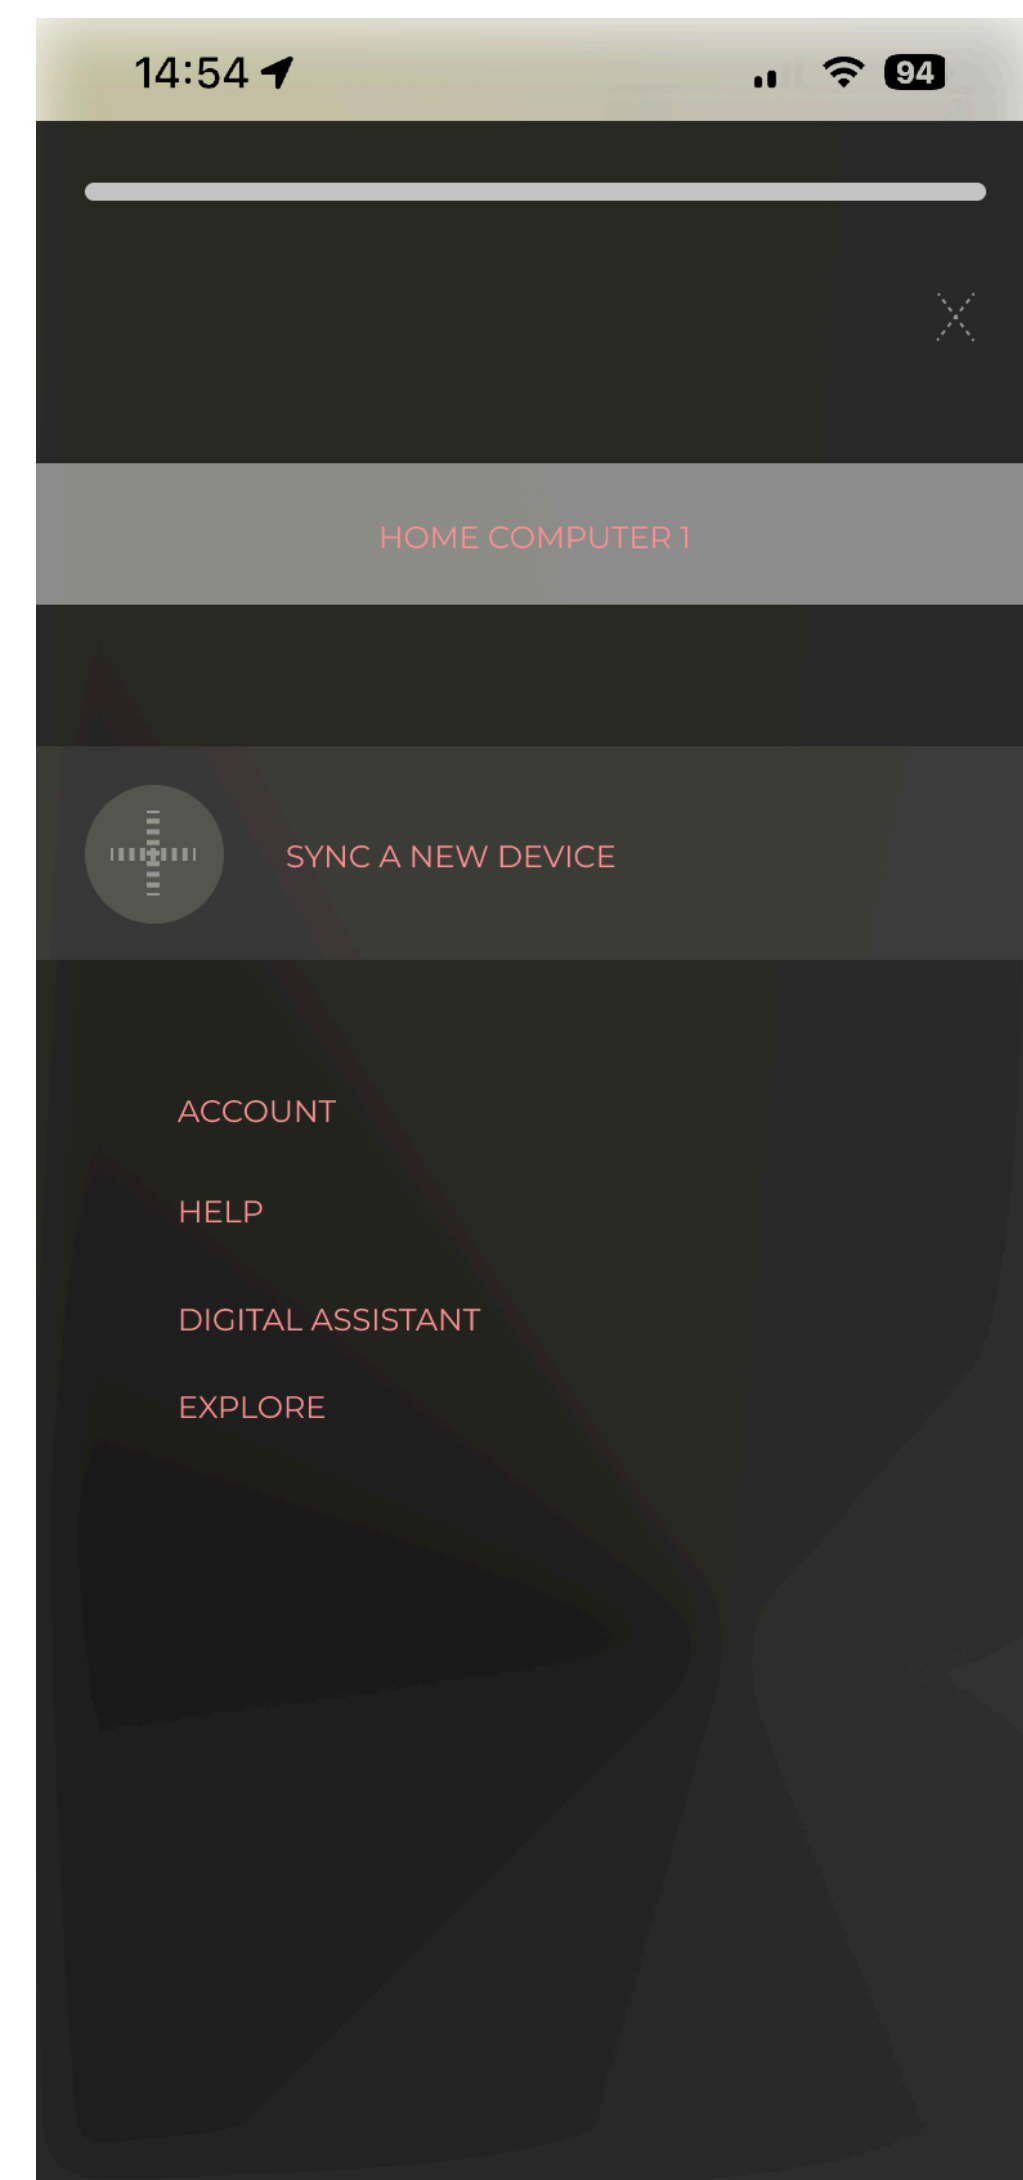 14:54
94
HOME COMPUTER 1
SYNC A NEW DEVICE
ACCOUNT
HELP
DIGITAL ASSISTANT
EXPLORE